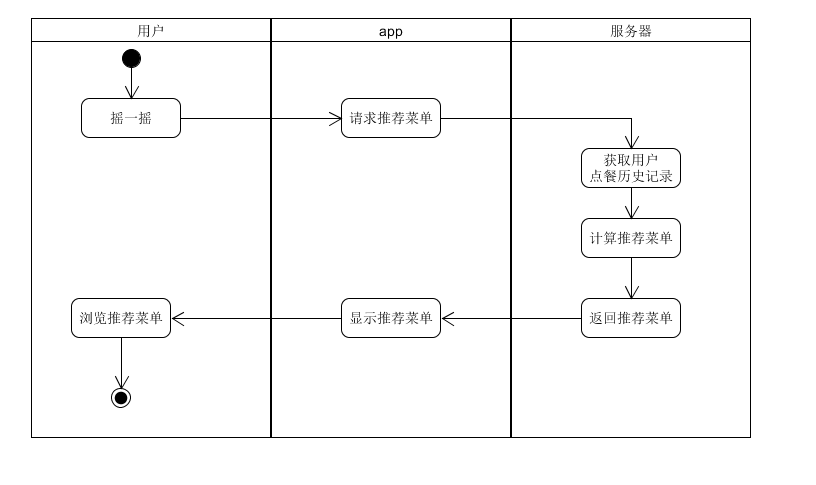 用户
app
服务器
摇一摇
请求推荐菜单
获取用户
点餐历史记录
计算推荐菜单
浏览推荐菜单
显示推荐菜单
返回推荐菜单